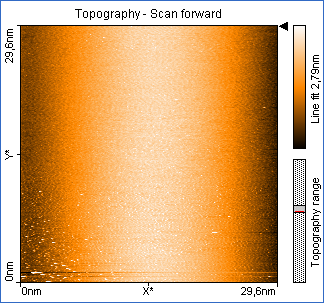 Topography - Scan forward
29,6nm
Y*
0nm
0nm
X*
29,6nm
Line fit 2,79nm
Topography range